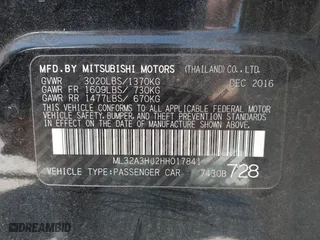 MFD.BY MITSUBISHI MOTORS (THAILAND) CO., LTD.
GVWR 3020LBS/1370KG DEC 2016
GAWR FR 1609LBS/ 730KG
GAWR RR 1477LBS/ 670KG
THIS VEHICLE CONFORMS TO ALL APPLICABLE
FEDERAL MOTOR VEHICLE SAFETY, BUMPER
AND THEFT PREVENTION STANDARDS IN EFFECT
ON THE DATE OF MANUFACTURE SHOWN ABOVE.
ML32A3HJ2HH017841
VEHICLE TYPE:PASSENGER CAR 7430B 728
DREAMBID